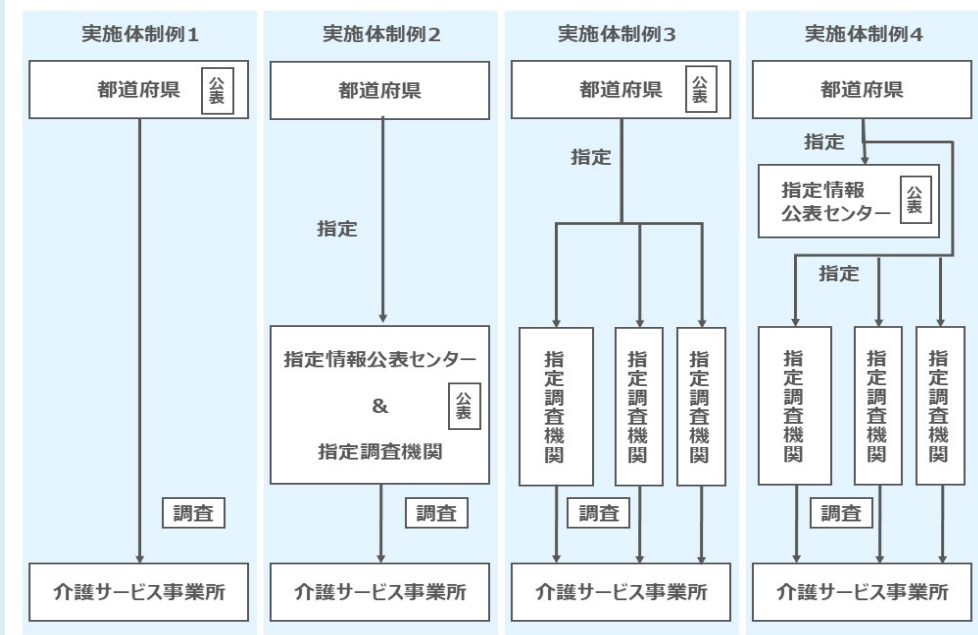 実施体制例1
都道府県
公表
調査
介護サービス事業所
実施体制例2
都道府県
指定
指定情報公表センター
&
公表
指定調査機関
調査
介護サービス事業所
実施体制例3
都道府県
公表
指定
指定調査機関
指定調査機関
指定調査機関
調査
介護サービス事業所
実施体制例4
都道府県
指定
指定情報
公表センター
公表
指定
指定調査機関
指定調査機関
指定調査機関
調査
介護サービス事業所